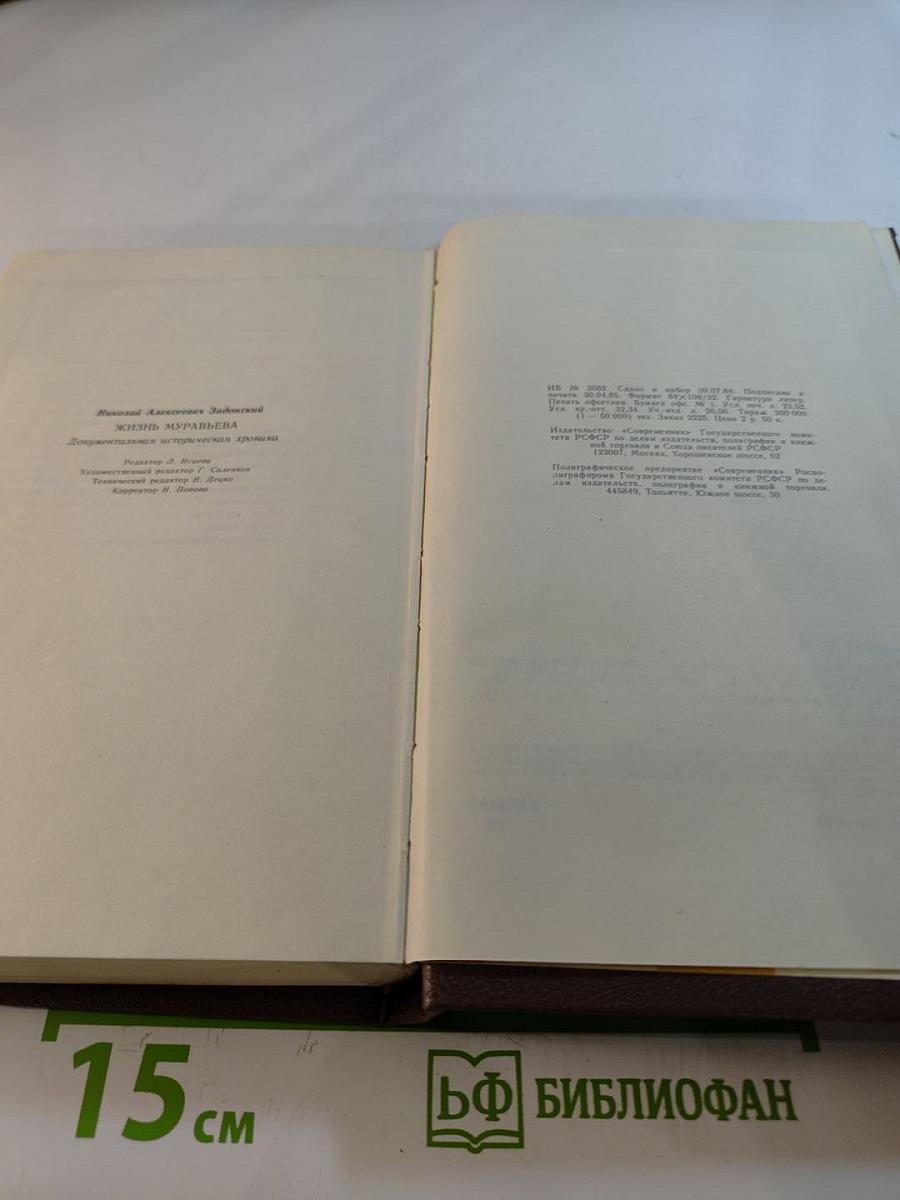 Николай Алексеевич Задонский
ЖИЗНЬ МУРАВЬЕВА
Документальная историческая хроника
Редактор Л. Исаева
Художественный редактор Г. Саленков
Технический редактор Н. Децко
Корректор Н. Попова
ИБ № 3562. Сдано в набор 09.07.84. Подписано к
печати 30.04.85. Формат 84×108/32. Гарнитура литер.
Печать офсетная. Бумага офс. № 1. Усл. печ. л. 23,52.
Усл. кр.-отт. 32,34. Уч.-изд. л. 26,06. Тираж 200 000.
(1 — 50 000) экз. Заказ 2225. Цена 2 р. 50 к.
Издательство «Современник» Государственного коми-
тета РСФСР по делам издательств, полиграфии и книж-
ной торговли и Союза писателей РСФСР
123007, Москва, Хорошевское шоссе, 62
Полиграфическое предприятие «Современник» Роспо-
лиграфпрома Государственного комитета РСФСР по де-
лам издательств, полиграфии и книжной торговли.
445849, Тольятти, Южное шоссе, 30
15 см
ЬФ БИБЛИОФАН